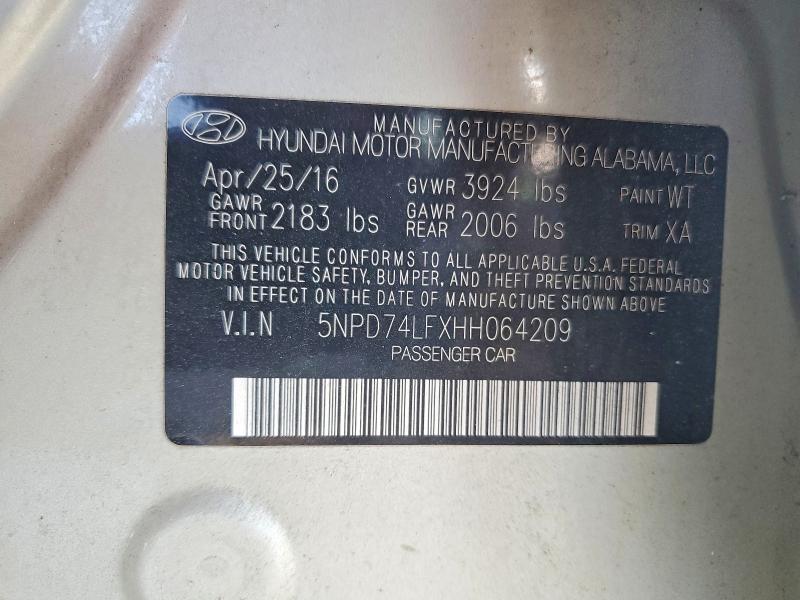 MANUFACTURED BY
HYUNDAI MOTOR MANUFACTURING ALABAMA, LLC
Apr/25/16 GVWR 3924 lbs PAINT WT
GAWR FRONT 2183 lbs GAWR REAR 2006 lbs TRIM XA
THIS VEHICLE CONFORMS TO ALL APPLICABLE U.S.A. FEDERAL
MOTOR VEHICLE SAFETY, BUMPER, AND THEFT PREVENTION STANDARDS
IN EFFECT ON THE DATE OF MANUFACTURE SHOWN ABOVE
V.I.N 5NPD74LFXHH064209
PASSENGER CAR